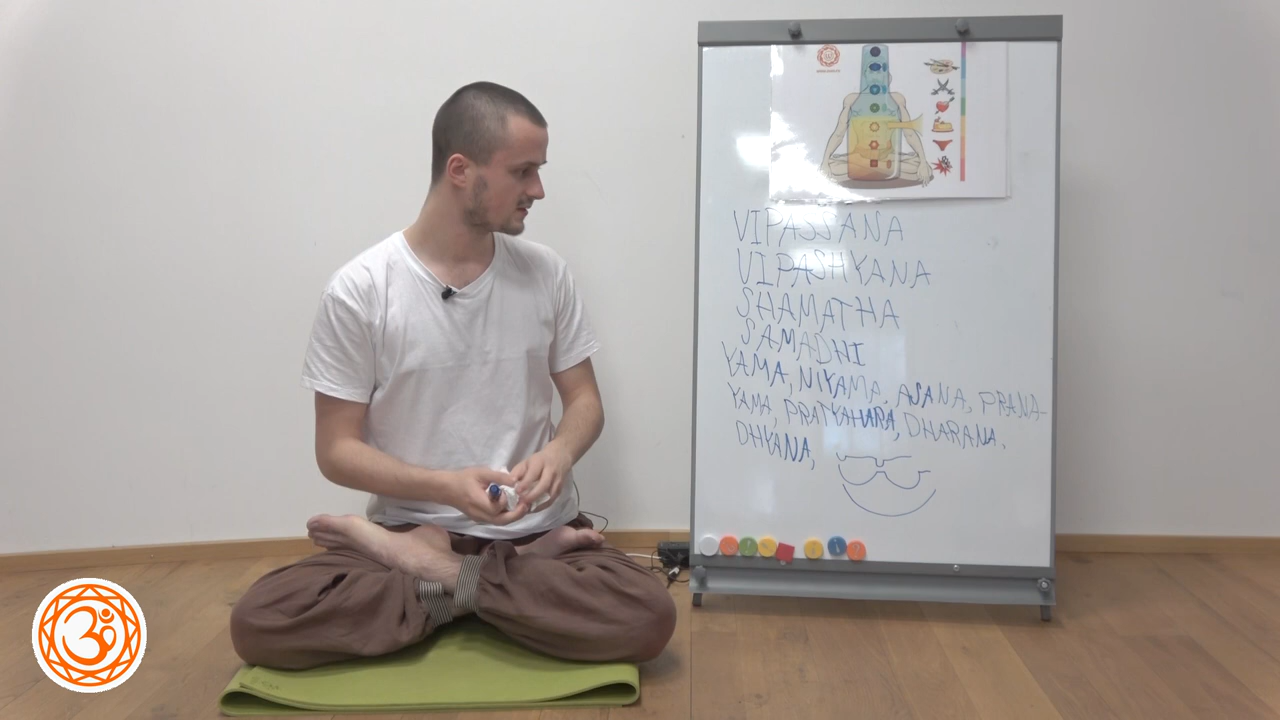 VIPASSANA
VIPASHYANA
SHAMATHA
SAMADHI
YAMA, NIYAMA, ASANA, PRANA-
YAMA, PRATYAHARA, DHARANA,
DHYANA,
ॐ